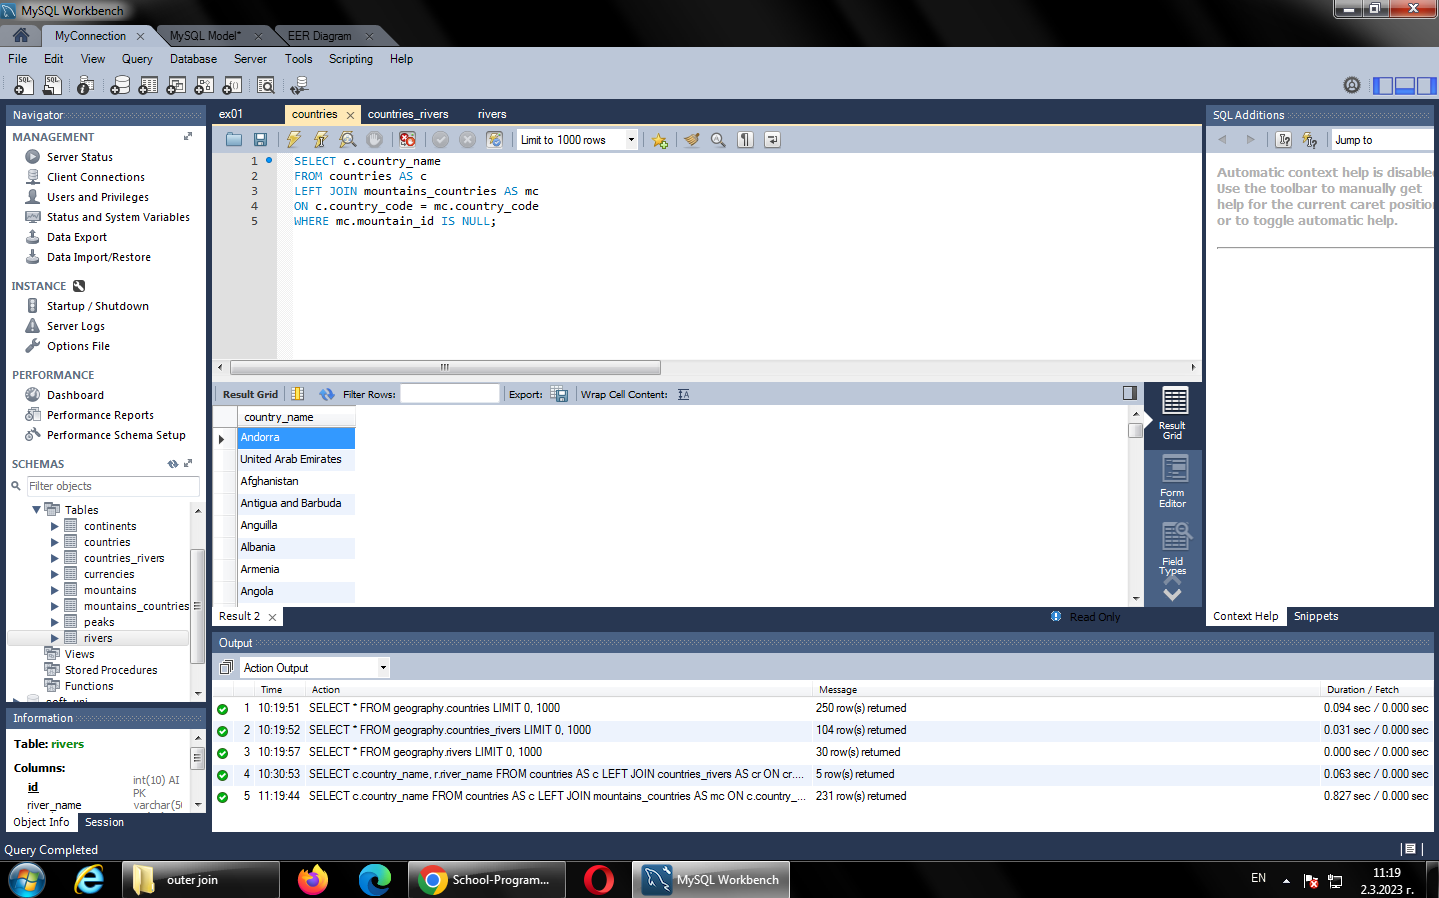 MySQL Workbench
MyConnection
MySQL Model*
EER Diagram
File Edit View Query Database Server Tools Scripting Help
Navigator
MANAGEMENT
Server Status
Client Connections
Users and Privileges
Status and System Variables
Data Export
Data Import/Restore
INSTANCE
Startup / Shutdown
Server Logs
Options File
PERFORMANCE
Dashboard
Performance Reports
Performance Schema Setup
SCHEMAS
Filter objects
Tables
continents
countries
countries_rivers
currencies
mountains
mountains_countries
peaks
rivers
Views
Stored Procedures
Functions
Information
Table: rivers
Columns:
id int(10) AI
PK
river_name
Object Info Session
ex01 countries countries_rivers rivers
Limit to 1000 rows
1 SELECT c.country_name
2 FROM countries AS c
3 LEFT JOIN mountains_countries AS mc
4 ON c.country_code = mc.country_code
5 WHERE mc.mountain_id IS NULL;
Result Grid Filter Rows: Export: Wrap Cell Content:
country_name
Andorra
United Arab Emirates
Afghanistan
Antigua and Barbuda
Anguilla
Albania
Armenia
Angola
Result
Grid
Form
Editor
Field
Types
Result 2
Read Only
SQL Additions
Jump to
Automatic context help is disabled
Use the toolbar to manually get
help for the current caret position
or to toggle automatic help.
Context Help Snippets
Output
Action Output
Time Action Message Duration / Fetch
1 10:19:51 SELECT * FROM geography.countries LIMIT 0, 1000 250 row(s) returned 0.094 sec / 0.000 sec
2 10:19:52 SELECT * FROM geography.countries_rivers LIMIT 0, 1000 104 row(s) returned 0.031 sec / 0.000 sec
3 10:19:57 SELECT * FROM geography.rivers LIMIT 0, 1000 30 row(s) returned 0.000 sec / 0.000 sec
4 10:30:53 SELECT c.country_name, r.river_name FROM countries AS c LEFT JOIN countries_rivers AS cr ON cr.... 5 row(s) returned 0.063 sec / 0.000 sec
5 11:19:44 SELECT c.country_name FROM countries AS c LEFT JOIN mountains_countries AS mc ON c.country_... 231 row(s) returned 0.827 sec / 0.000 sec
Query Completed
outer join
School-Program...
MySQL Workbench
EN
11:19
2.3.2023 г.